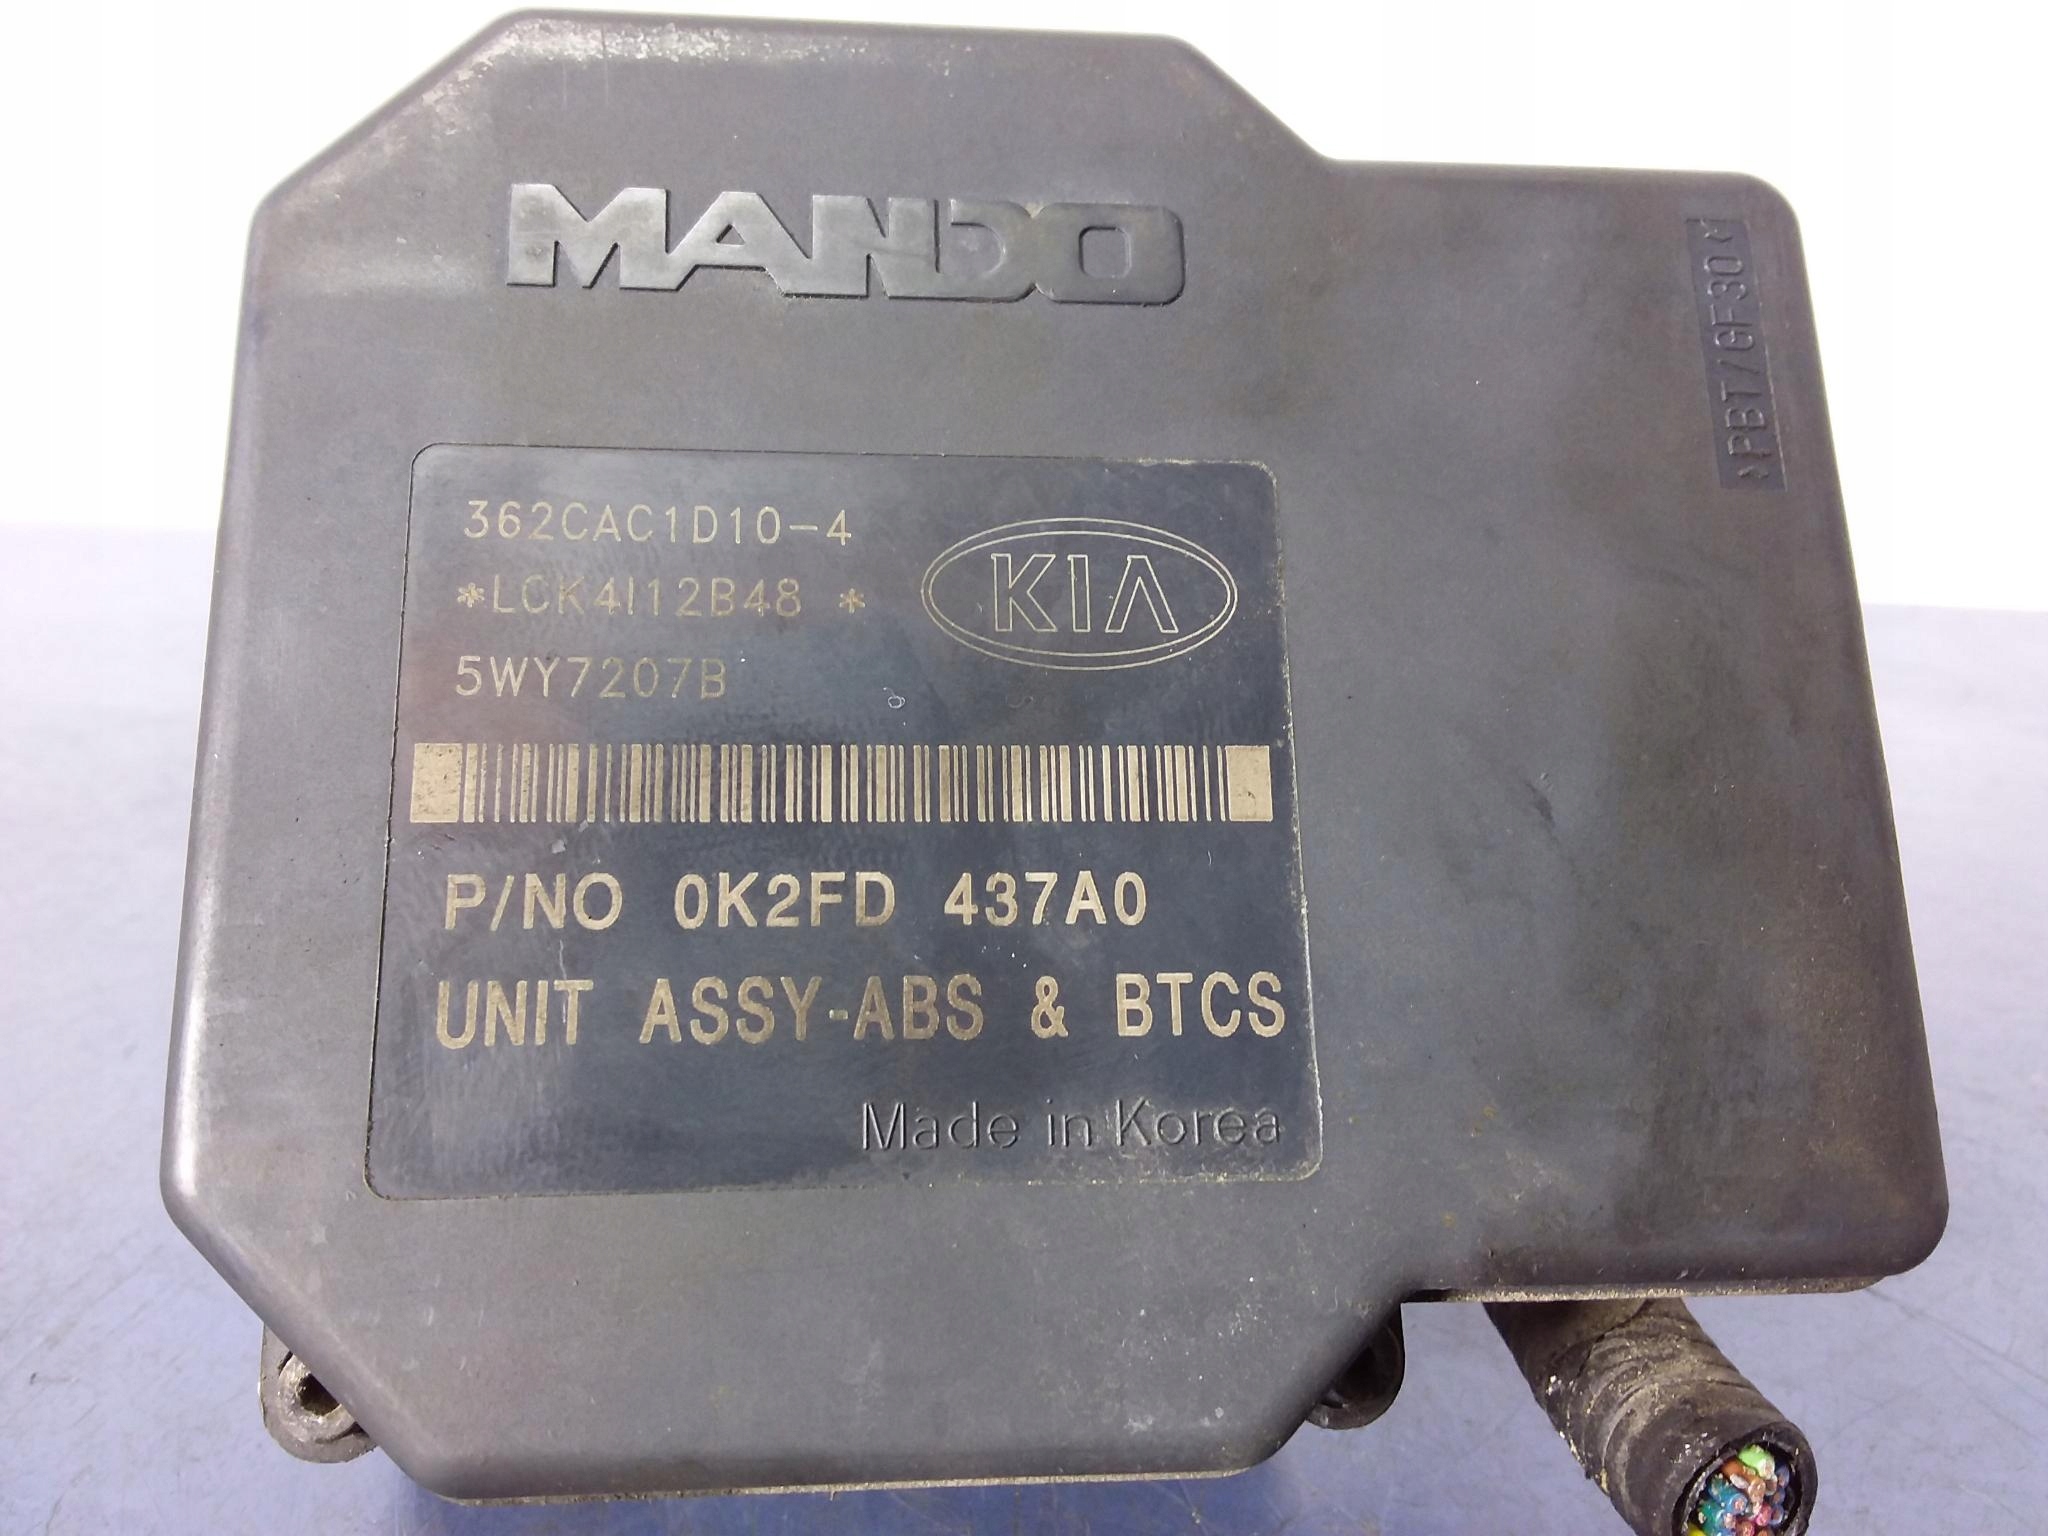 MANDO
>PBT/GF30<
362CAC1D10-4
*LCK4I12B48 *
KIA
5WY7207B
P/NO 0K2FD 437A0
UNIT ASSY-ABS & BTCS
Made in Korea